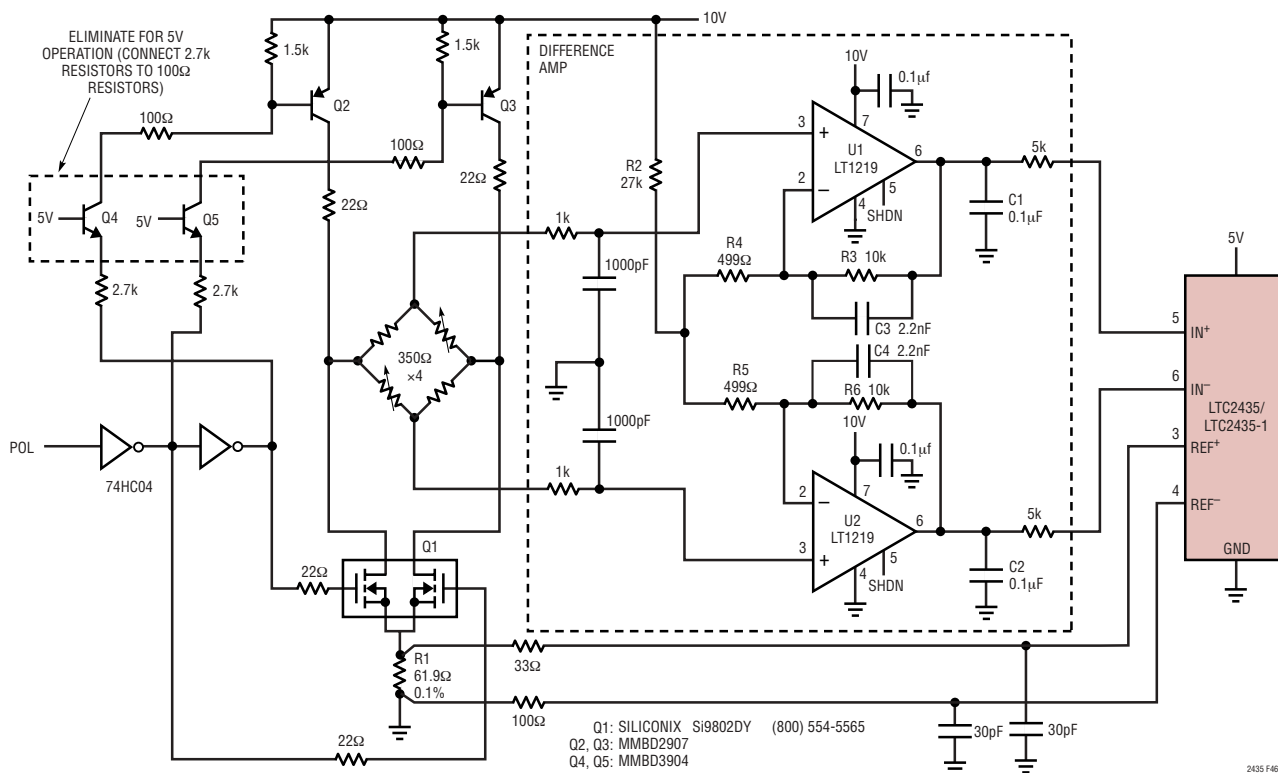 10V
ELIMINATE FOR 5V
OPERATION (CONNECT 2.7k
RESISTORS TO 100Ω
RESISTORS)
1.5k
1.5k
Q2
Q3
100Ω
100Ω
5V
Q4
5V
Q5
22Ω
22Ω
2.7k
2.7k
DIFFERENCE
AMP
10V
0.1µf
3
+
7
U1
LT1219
6
2
–
5
4
SHDN
5k
C1
0.1µF
R2
27k
1k
1000pF
R4
499Ω
R3 10k
C3 2.2nF
C4 2.2nF
R5
499Ω
R6 10k
350Ω
×4
1000pF
1k
10V
0.1µf
2
–
7
U2
LT1219
6
3
+
5
4
SHDN
5k
C2
0.1µF
5V
5
IN+
6
IN–
LTC2435/
LTC2435-1
3
REF+
4
REF–
GND
POL
74HC04
22Ω
Q1
R1
61.9Ω
0.1%
33Ω
100Ω
22Ω
30pF
30pF
Q1: SILICONIX Si9802DY (800) 554-5565
Q2, Q3: MMBD2907
Q4, Q5: MMBD3904
2435 F46